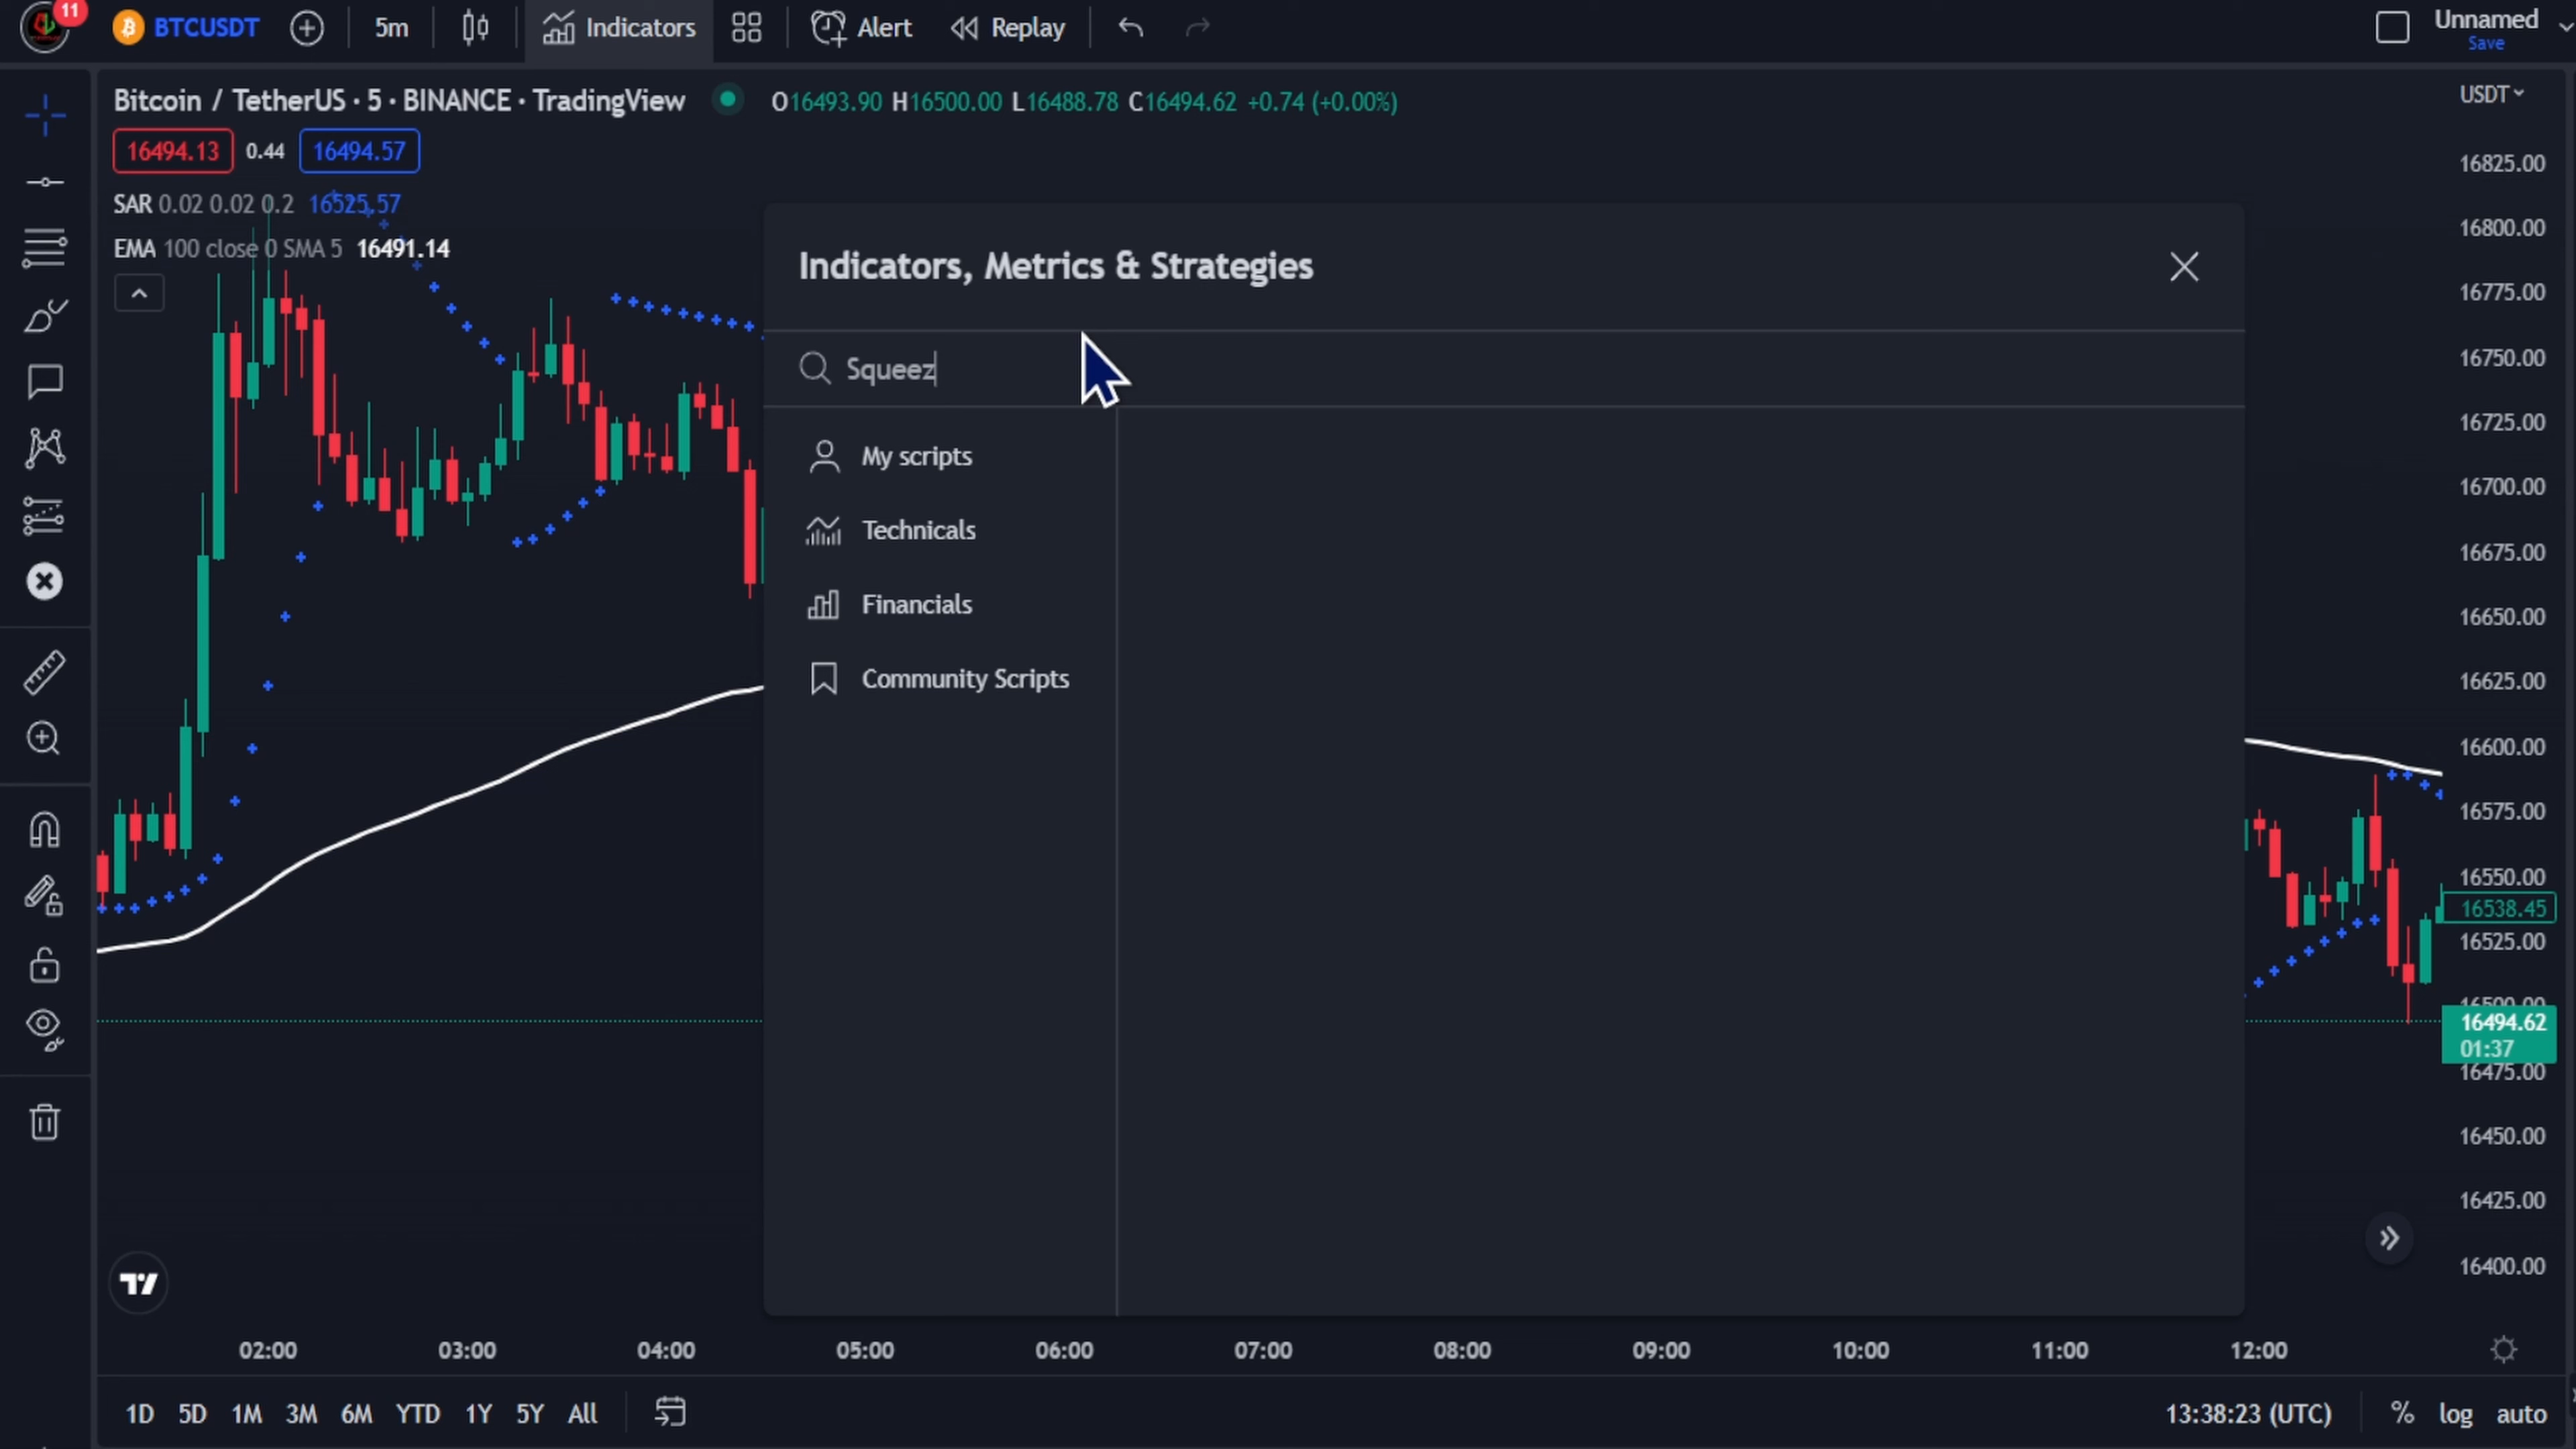 11
BTCUSDT
5m
Indicators
Alert
Replay
Unnamed
Save
Bitcoin / TetherUS · 5 · BINANCE · TradingView
O16493.90 H16500.00 L16488.78 C16494.62 +0.74 (+0.00%)
USDT
16494.13 0.44 16494.57
SAR 0.02 0.02 0.2 16525.57
EMA 100 close 0 SMA 5 16491.14
Indicators, Metrics & Strategies
Squeez
My scripts
Technicals
Financials
Community Scripts
16825.00
16800.00
16775.00
16750.00
16725.00
16700.00
16675.00
16650.00
16625.00
16600.00
16575.00
16550.00
16538.45
16525.00
16500.00
16494.62
01:37
16475.00
16450.00
16425.00
16400.00
02:00 03:00 04:00 05:00 06:00 07:00 08:00 09:00 10:00 11:00 12:00
1D 5D 1M 3M 6M YTD 1Y 5Y All
13:38:23 (UTC) % log auto